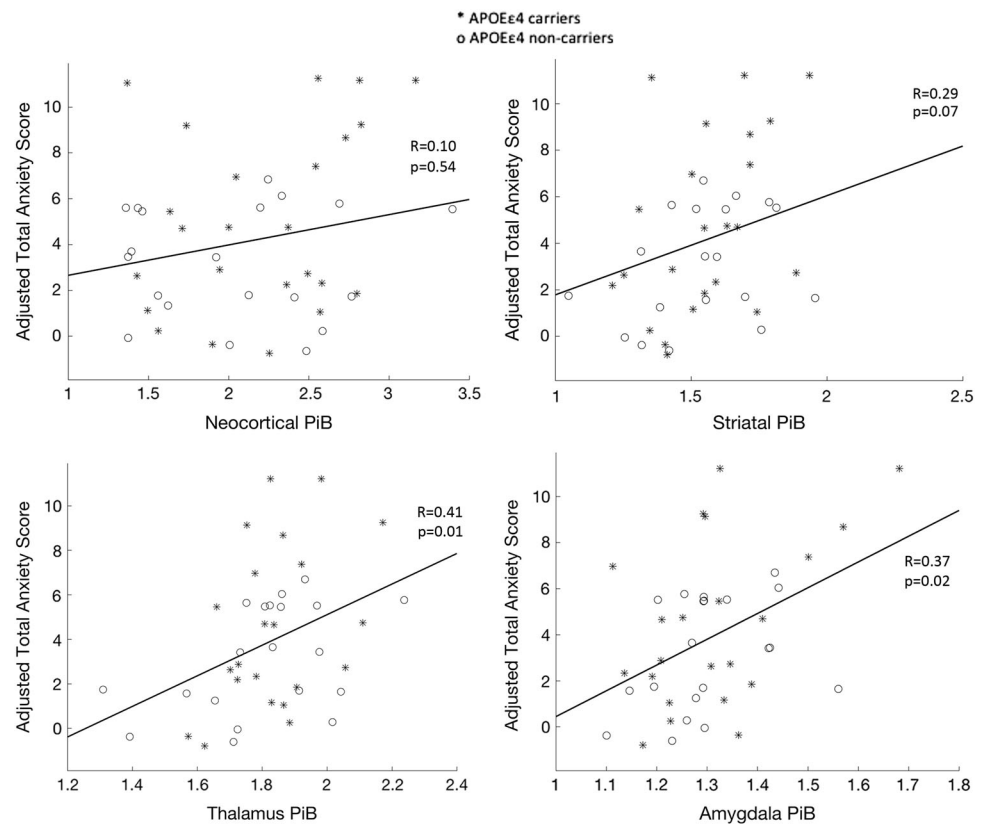 * APOEε4 carriers
o APOEε4 non-carriers
Adjusted Total Anxiety Score
10
8
6
4
2
0
R=0.10
p=0.54
1 1.5 2 2.5 3 3.5
Neocortical PiB
Adjusted Total Anxiety Score
10
8
6
4
2
0
R=0.29
p=0.07
1 1.5 2 2.5
Striatal PiB
Adjusted Total Anxiety Score
10
8
6
4
2
0
R=0.41
p=0.01
1.2 1.4 1.6 1.8 2 2.2 2.4
Thalamus PiB
Adjusted Total Anxiety Score
10
8
6
4
2
0
R=0.37
p=0.02
1 1.1 1.2 1.3 1.4 1.5 1.6 1.7 1.8
Amygdala PiB